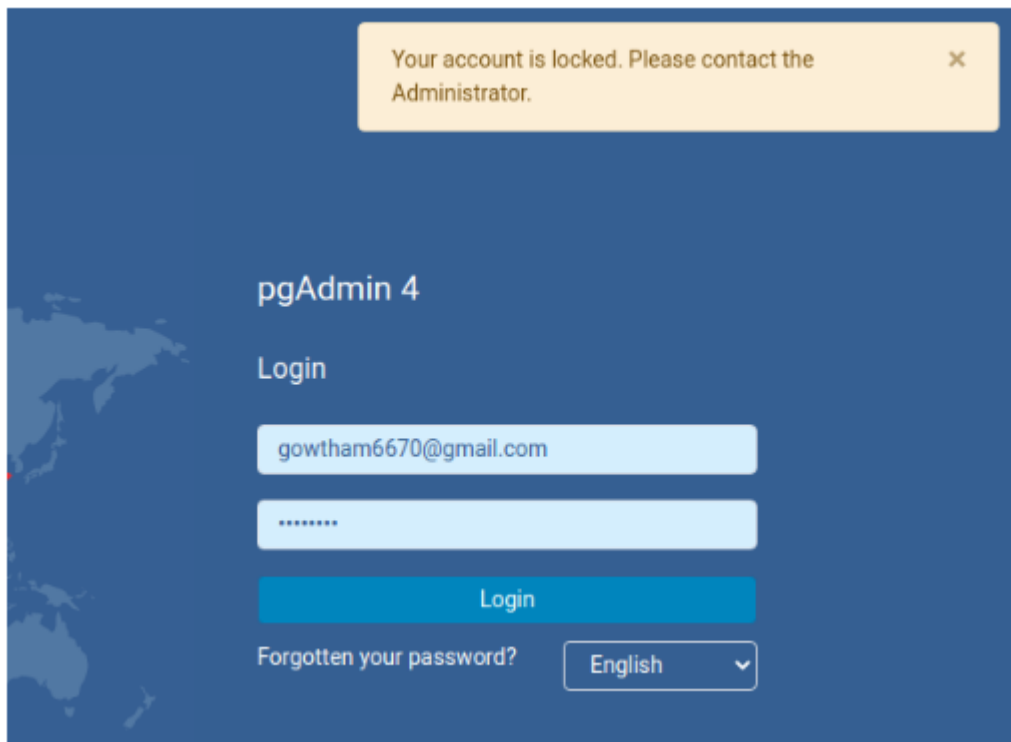 Your account is locked. Please contact the
Administrator.
×
pgAdmin 4
Login
gowtham6670@gmail.com
••••••••
Login
Forgotten your password?
English